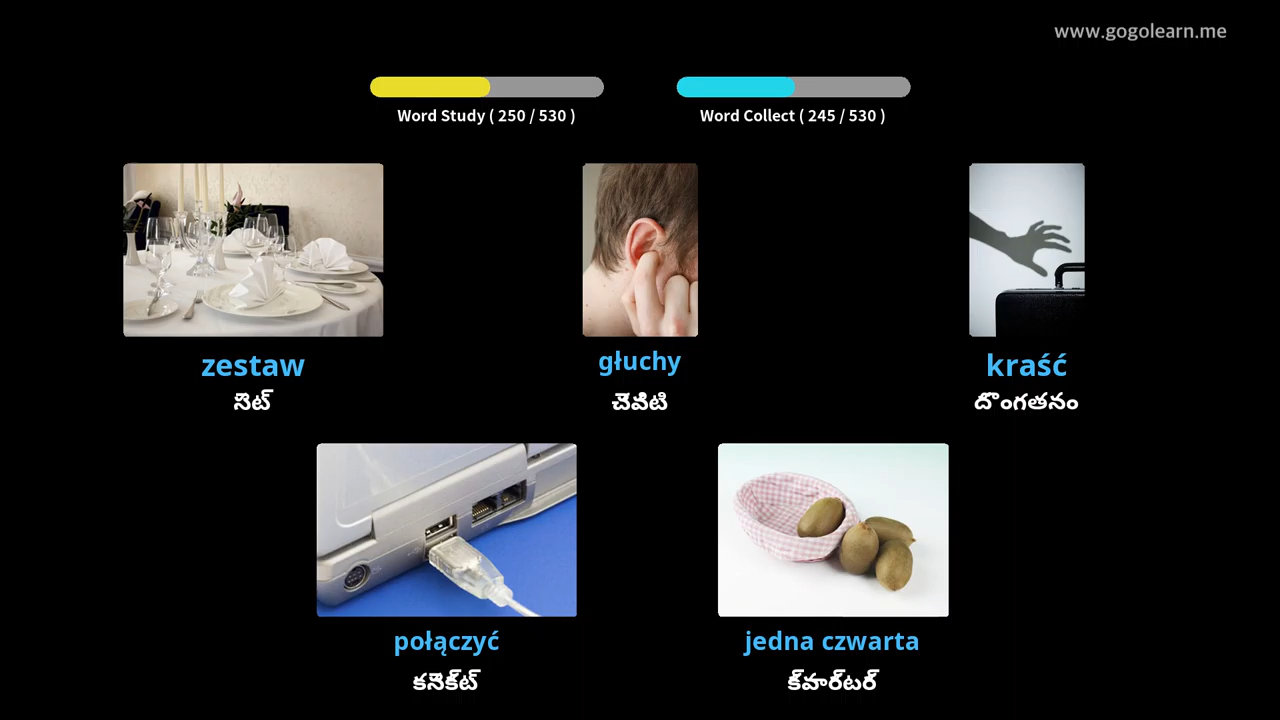 www.gogolearn.me
Word Study ( 250 / 530 )
Word Collect ( 245 / 530 )
zestaw
సెట్
głuchy
చెవిటి
kraść
దొంగతనం
połączyć
కనెక్ట్
jedna czwarta
క్వార్టర్